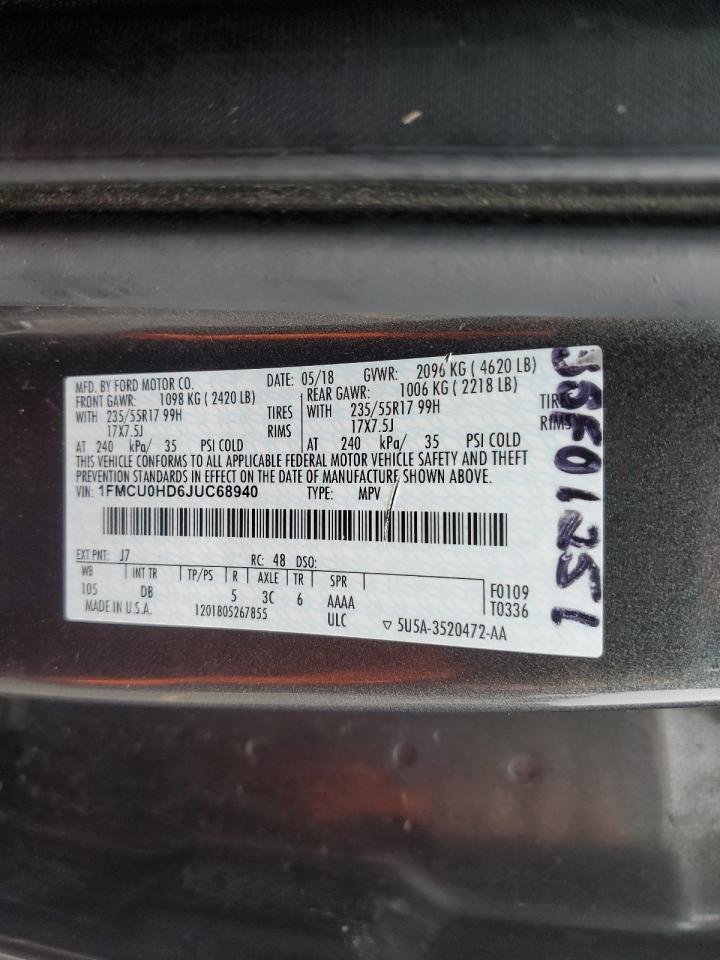 MFD. BY FORD MOTOR CO. DATE: 05/18 GVWR: 2096 KG ( 4620 LB)
FRONT GAWR: 1098 KG ( 2420 LB) REAR GAWR: 1006 KG ( 2218 LB)
WITH 235/55R17 99H TIRES WITH 235/55R17 99H TIRES
17X7.5J RIMS 17X7.5J RIMS
AT 240 kPa/ 35 PSI COLD AT 240 kPa/ 35 PSI COLD
THIS VEHICLE CONFORMS TO ALL APPLICABLE FEDERAL MOTOR VEHICLE SAFETY AND THEFT
PREVENTION STANDARDS IN EFFECT ON THE DATE OF MANUFACTURE SHOWN ABOVE.
VIN: 1FMCU0HD6JUC68940 TYPE: MPV
EXT PNT: J7 RC: 48 DSO:
WB INT TR TP/PS R AXLE TR SPR
105 DB 5 3C 6 AAAA F0109
MADE IN U.S.A. 1201805267855 ULC T0336
▽ 5U5A-3520472-AA